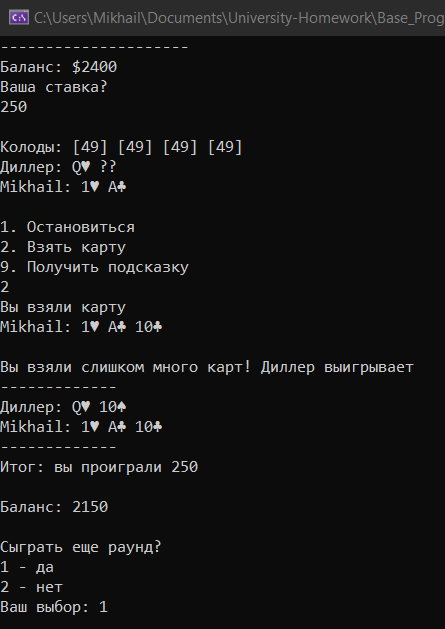 C:\Users\Mikhail\Documents\University-Homework\Base_Prog
--------------------
Баланс: $2400
Ваша ставка?
250
Колоды: [49] [49] [49] [49]
Диллер: Q♥ ??
Mikhail: 1♥ A♣
1. Остановиться
2. Взять карту
9. Получить подсказку
2
Вы взяли карту
Mikhail: 1♥ A♣ 10♣
Вы взяли слишком много карт! Диллер выигрывает
-------------
Диллер: Q♥ 10♠
Mikhail: 1♥ A♣ 10♣
-------------
Итог: вы проиграли 250
Баланс: 2150
Сыграть еще раунд?
1 - да
2 - нет
Ваш выбор: 1